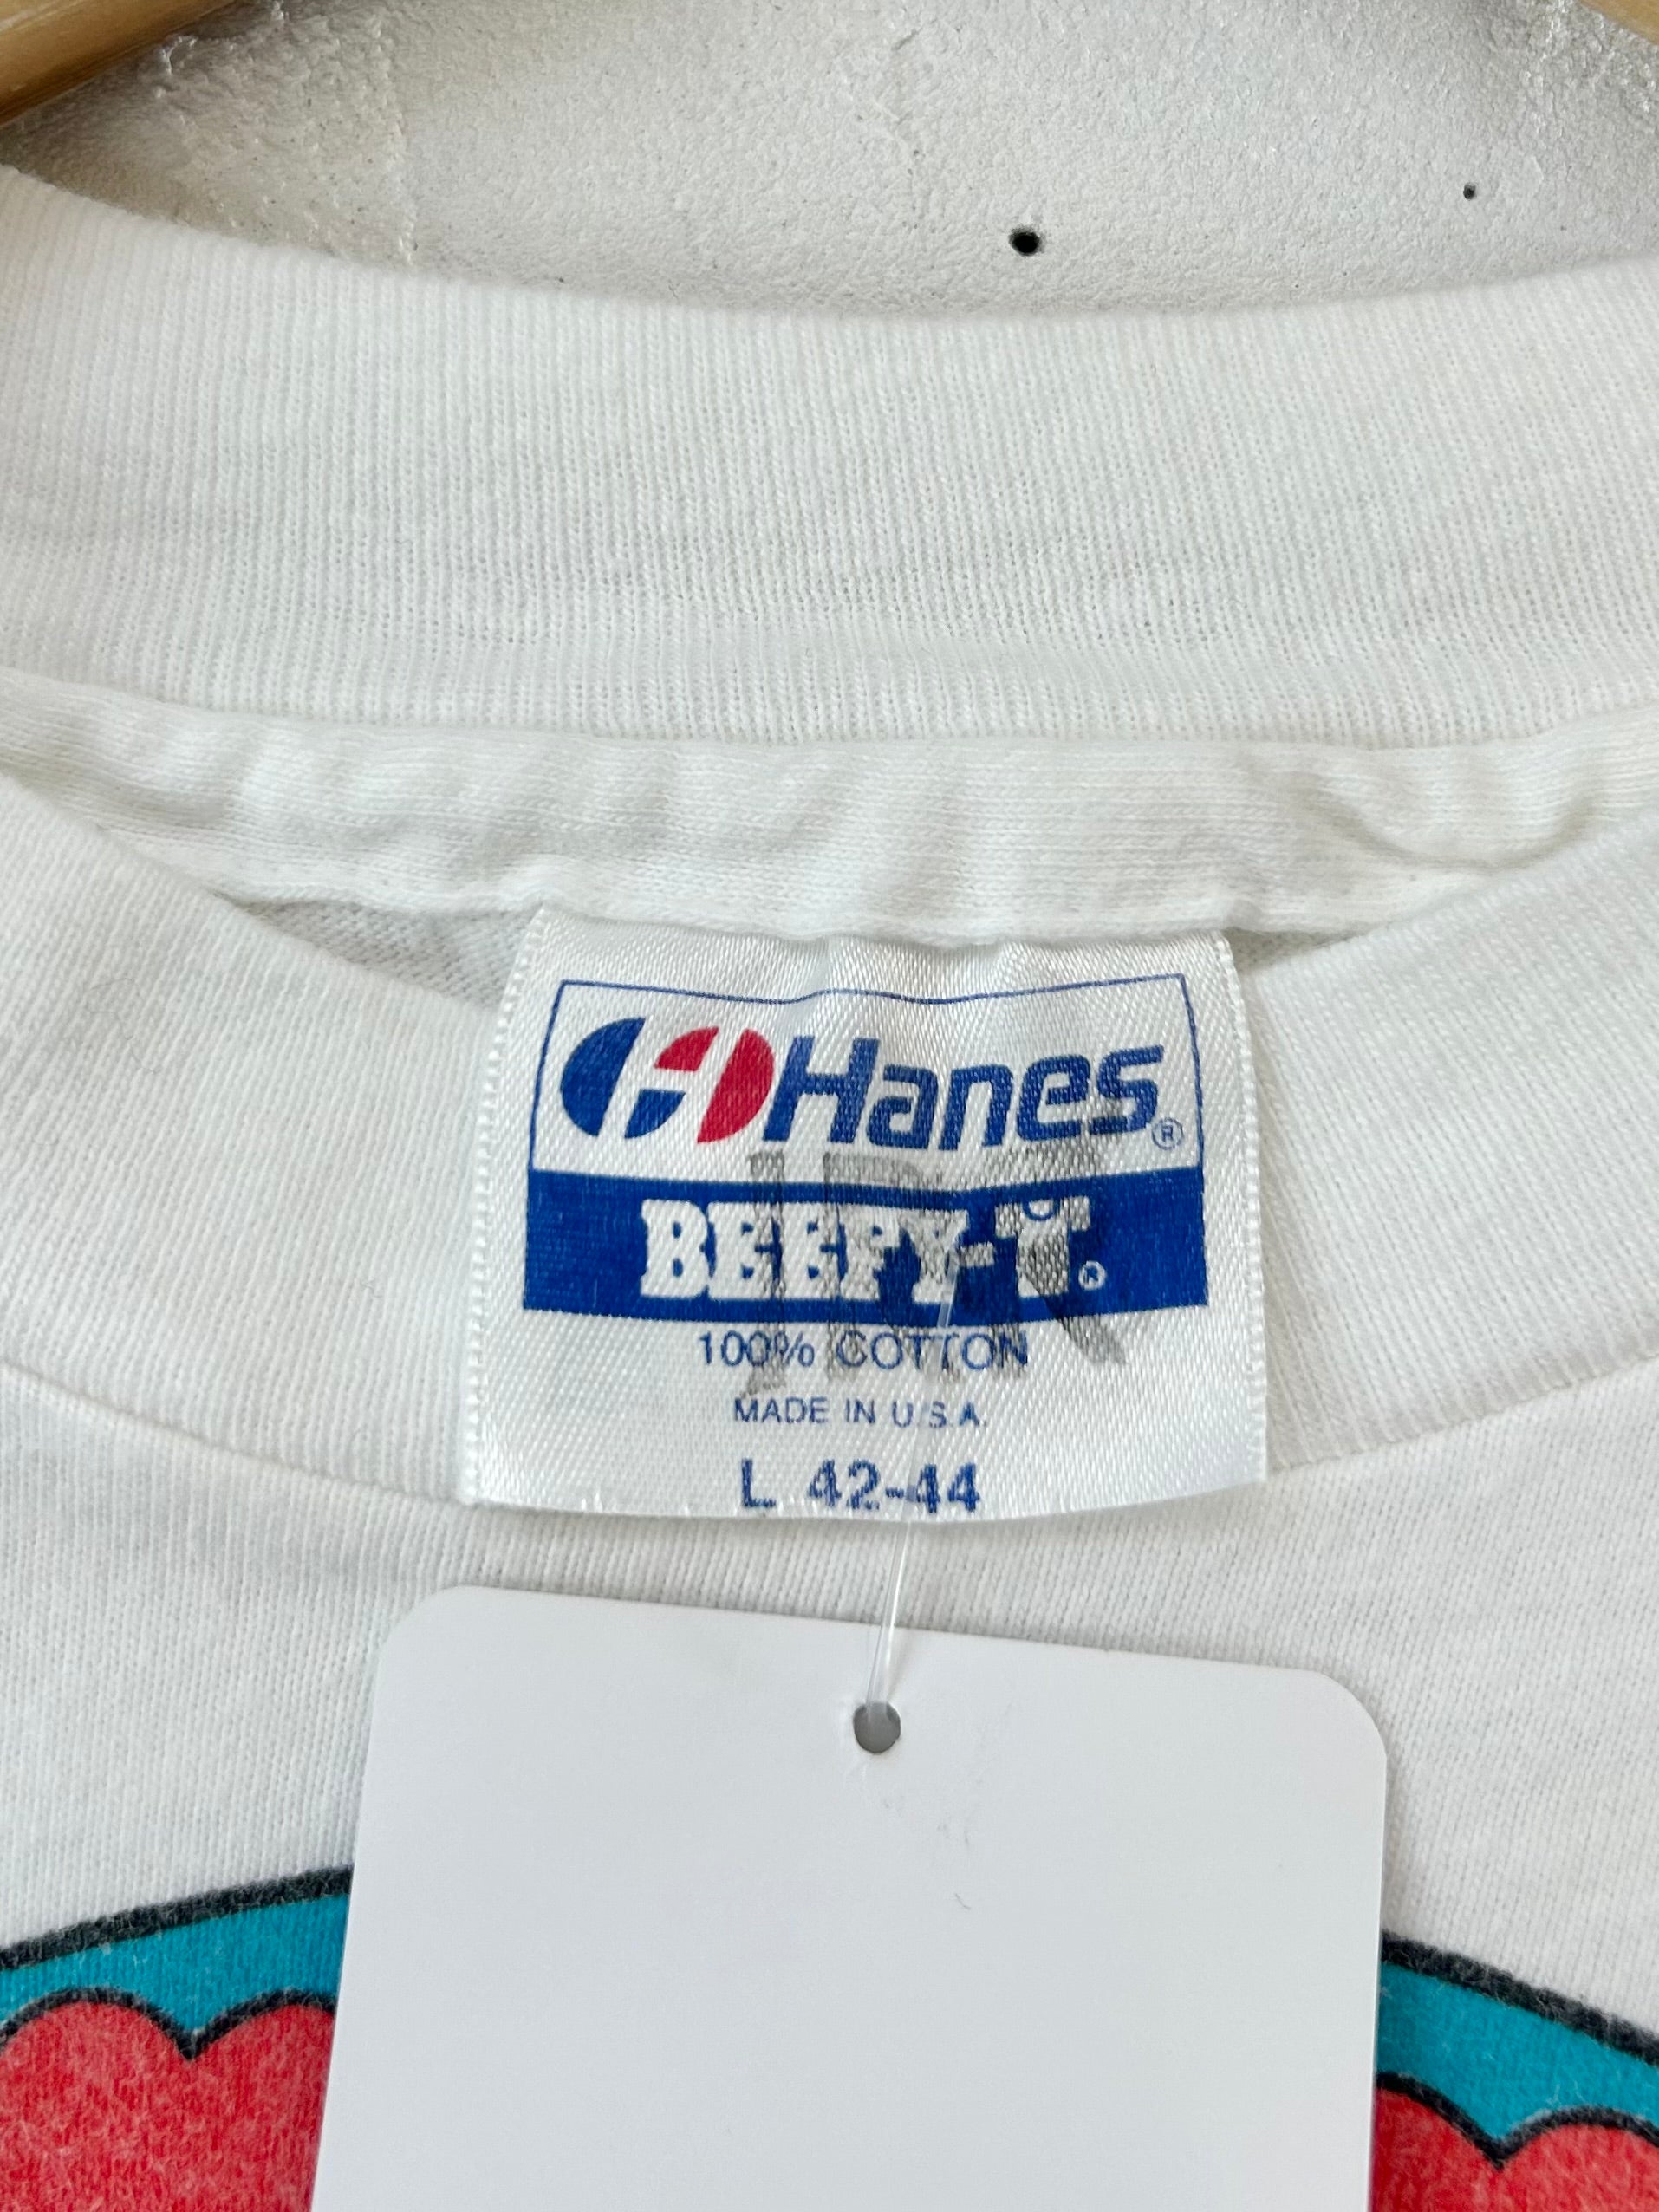 Hanes®
BEEFY-T®
100% COTTON
MADE IN U.S.A.
L 42-44